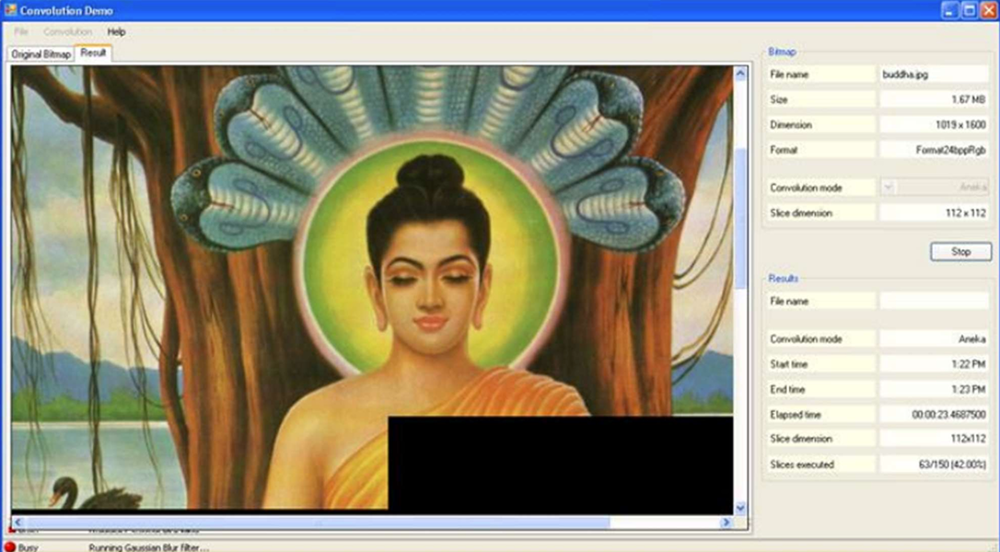 Convolution Demo
File Convolution Help
Original Bitmap Result
Bitmap
File name buddha.jpg
Size 1.67 MB
Dimension 1019 x 1600
Format Format24bppRgb
Convolution mode Aneka
Slice dimension 112 x 112
Stop
Results
File name
Convolution mode Aneka
Start time 1:22 PM
End time 1:23 PM
Elapsed time 00:00:23.4687500
Slice dimension 112x112
Slices executed 63/150 (42.00%)
Busy Running Gaussian Blur filter...